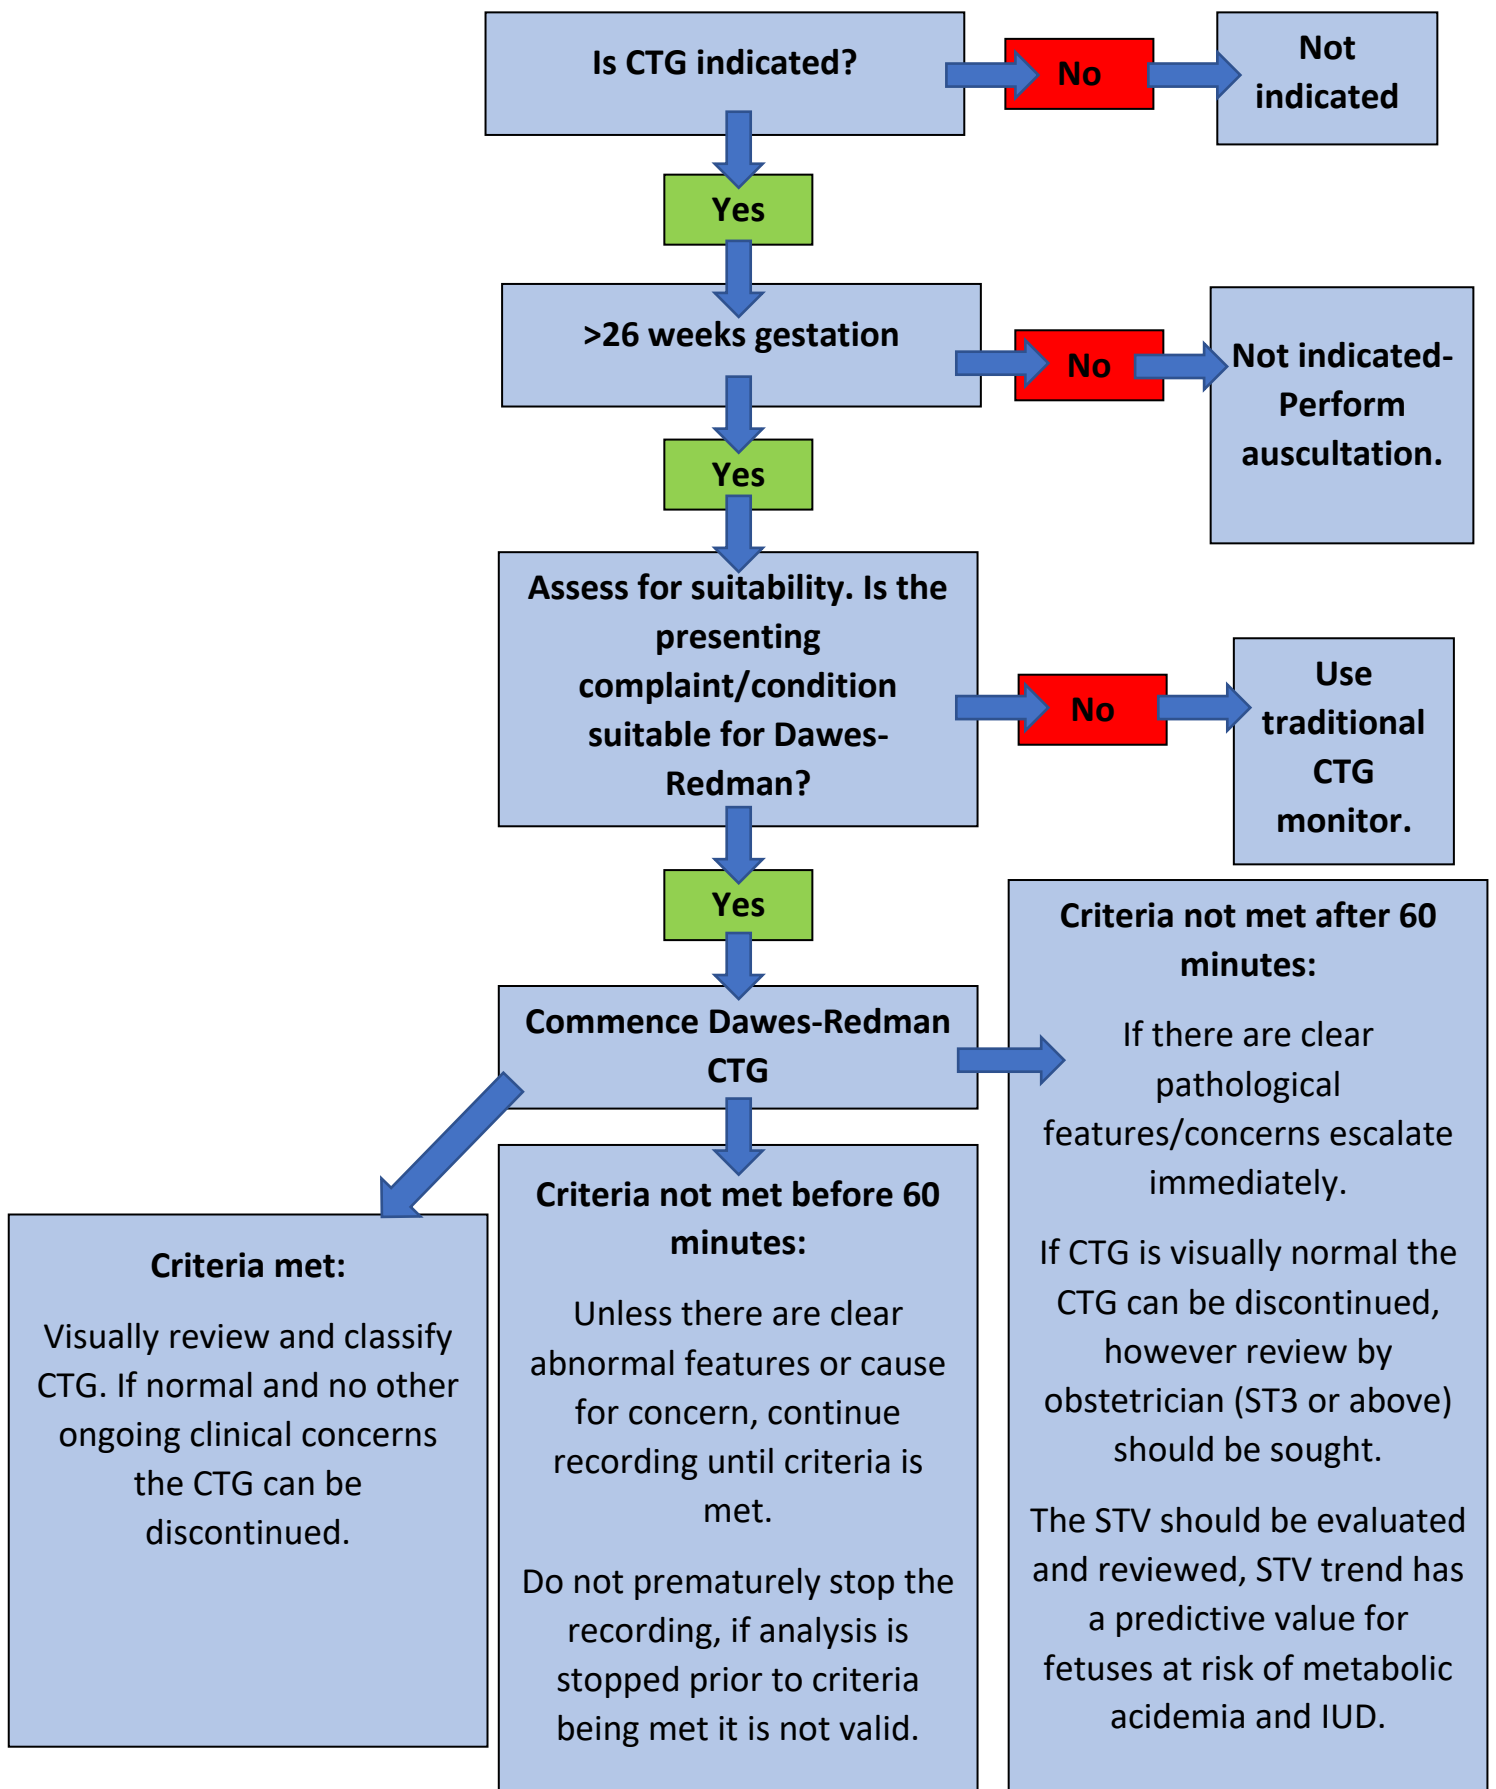 Is CTG indicated?
No
Not
indicated
Yes
>26 weeks gestation
No
Not indicated-
Perform
auscultation.
Yes
Assess for suitability. Is the
presenting
complaint/condition
suitable for Dawes-
Redman?
No
Use
traditional
CTG
monitor.
Yes
Commence Dawes-Redman
CTG
Criteria met:
Visually review and classify
CTG. If normal and no other
ongoing clinical concerns
the CTG can be
discontinued.
Criteria not met before 60
minutes:
Unless there are clear
abnormal features or cause
for concern, continue
recording until criteria is
met.
Do not prematurely stop the
recording, if analysis is
stopped prior to criteria
being met it is not valid.
Criteria not met after 60
minutes:
If there are clear
pathological
features/concerns escalate
immediately.
If CTG is visually normal the
CTG can be discontinued,
however review by
obstetrician (ST3 or above)
should be sought.
The STV should be evaluated
and reviewed, STV trend has
a predictive value for
fetuses at risk of metabolic
acidemia and IUD.